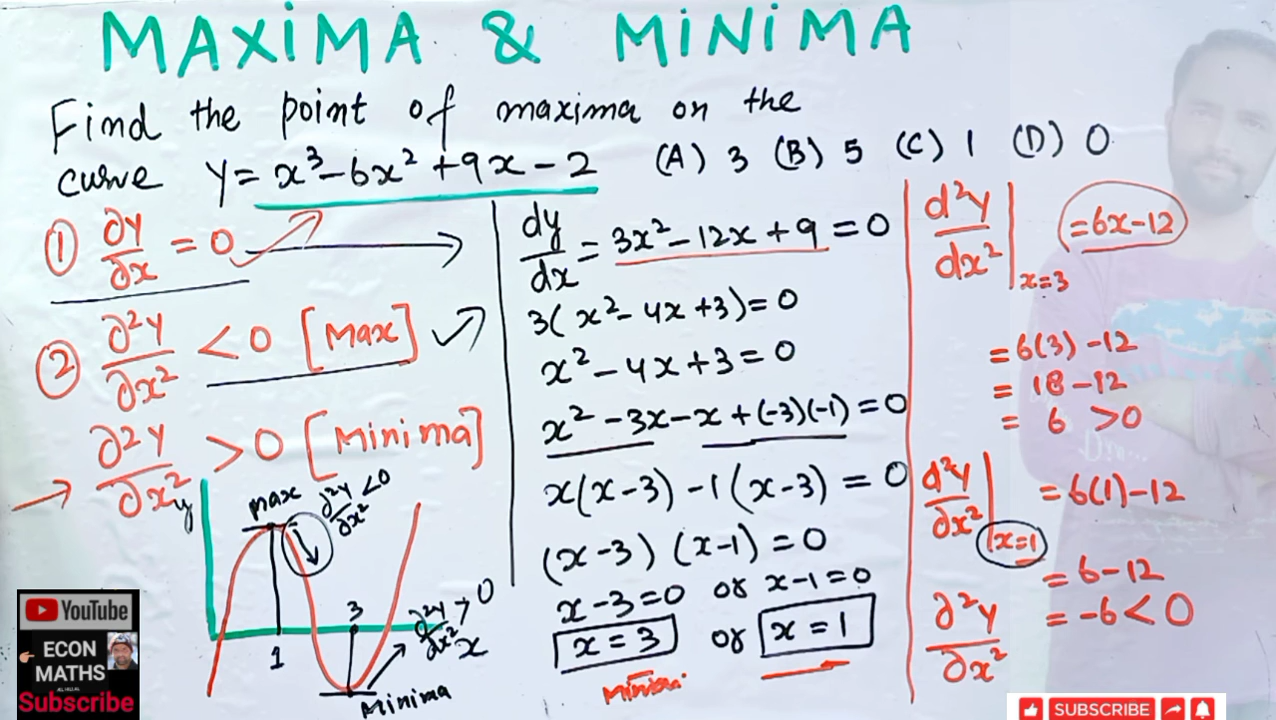 MAXIMA & MINIMA
Find the point of maxima on the
curve y = x³ – 6x² + 9x – 2 (A) 3 (B) 5 (C) 1 (D) 0
① ∂y/∂x = 0
② ∂²y/∂x² < 0 [Max]
→ ∂²y/∂x² > 0 [Minima]
y
max ∂²y/∂x² < 0
1
3
∂²y/∂x² > 0
x
Minima
dy/dx = 3x² – 12x + 9 = 0
3(x² – 4x + 3) = 0
x² – 4x + 3 = 0
x² – 3x – x + (–3)(–1) = 0
x(x–3) –1(x–3) = 0
(x–3) (x–1) = 0
x–3=0 or x–1=0
x = 3 or x = 1
d²y/dx² |x=3 = 6x–12
= 6(3) –12
= 18 –12
= 6 > 0
d²y/∂x² |x=1 = 6(1)–12
= 6–12
∂²y/∂x² = –6 < 0
YouTube
ECON
MATHS
Subscribe
SUBSCRIBE